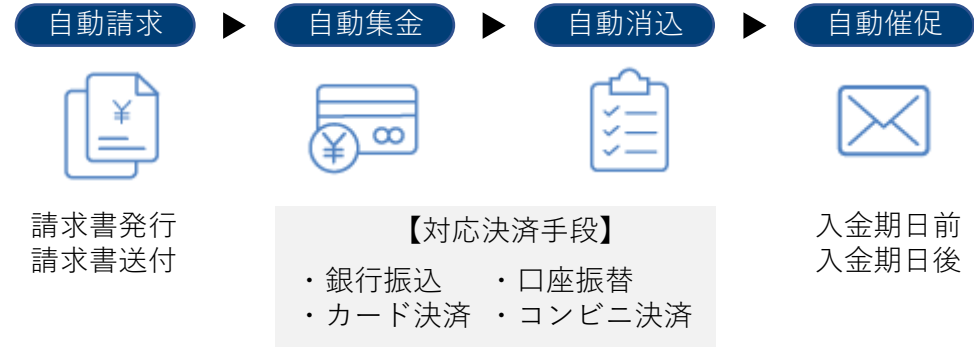 自動請求 ▶ 自動集金 ▶ 自動消込 ▶ 自動催促
¥
¥
請求書発行
請求書送付
【対応決済手段】
・銀行振込 ・口座振替
・カード決済 ・コンビニ決済
入金期日前
入金期日後